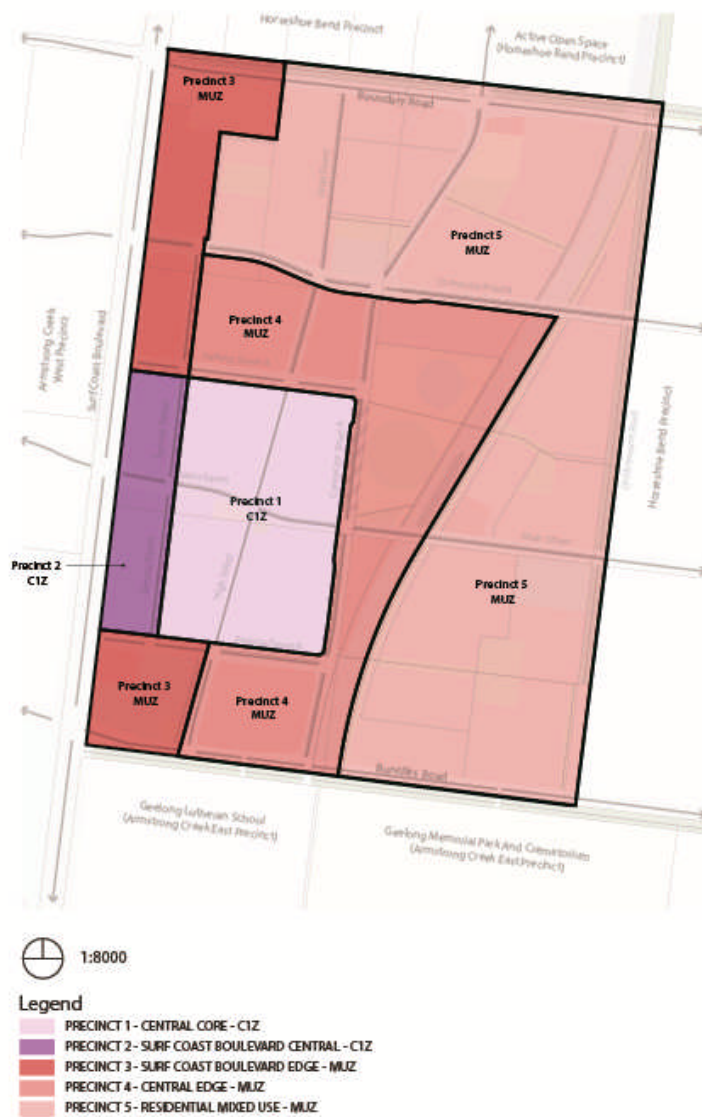 Horseshoe Bend Precinct
Active Open Space
(Horseshoe Bend Precinct)
Precinct 3
MUZ
Boundary Road
Precinct 5
MUZ
Precinct 4
MUZ
Armstrong Creek
West Precinct
Surf Coast Boulevard
Horseshoe Bend Precinct
Precinct 1
C1Z
Precinct 2
C1Z
Precinct 5
MUZ
Precinct 3
MUZ
Precinct 4
MUZ
Burvilles Road
Geelong Lutheran School
(Armstrong Creek East Precinct)
Geelong Memorial Park And Crematorium
(Armstrong Creek East Precinct)
1:8000
Legend
PRECINCT 1 - CENTRAL CORE - C1Z
PRECINCT 2 - SURF COAST BOULEVARD CENTRAL - C1Z
PRECINCT 3 - SURF COAST BOULEVARD EDGE - MUZ
PRECINCT 4 - CENTRAL EDGE - MUZ
PRECINCT 5 - RESIDENTIAL MIXED USE - MUZ